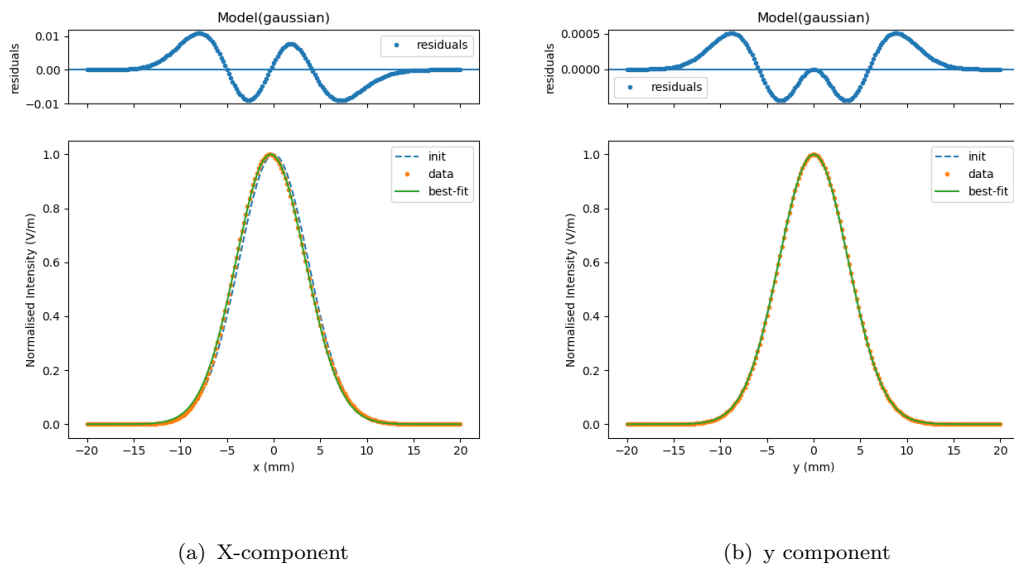 Model(gaussian)
0.01
0.00
−0.01
residuals
residuals
1.0
0.8
0.6
0.4
0.2
0.0
Normalised Intensity (V/m)
init
data
best-fit
−20 −15 −10 −5 0 5 10 15 20
x (mm)
(a) X-component
Model(gaussian)
0.0005
0.0000
residuals
residuals
1.0
0.8
0.6
0.4
0.2
0.0
Normalised Intensity (V/m)
init
data
best-fit
−20 −15 −10 −5 0 5 10 15 20
y (mm)
(b) y component